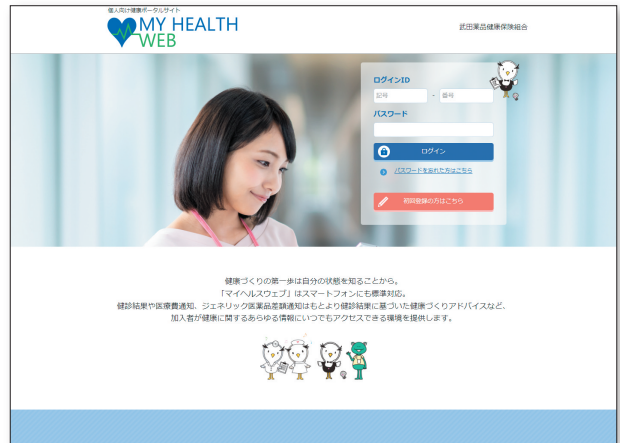 個人向け健康ポータルサイト
MY HEALTH
WEB
武田薬品健康保険組合
ログインID
記号 - 番号
パスワード
ログイン
パスワードを忘れた方はこちら
初回登録の方はこちら
健康づくりの第一歩は自分の状態を知ることから。
「マイヘルスウェブ」はスマートフォンにも標準対応。
健診結果や医療費通知、ジェネリック医薬品差額通知はもとより健診結果に基づいた健康づくりアドバイスなど、
加入者が健康に関するあらゆる情報にいつでもアクセスできる環境を提供します。